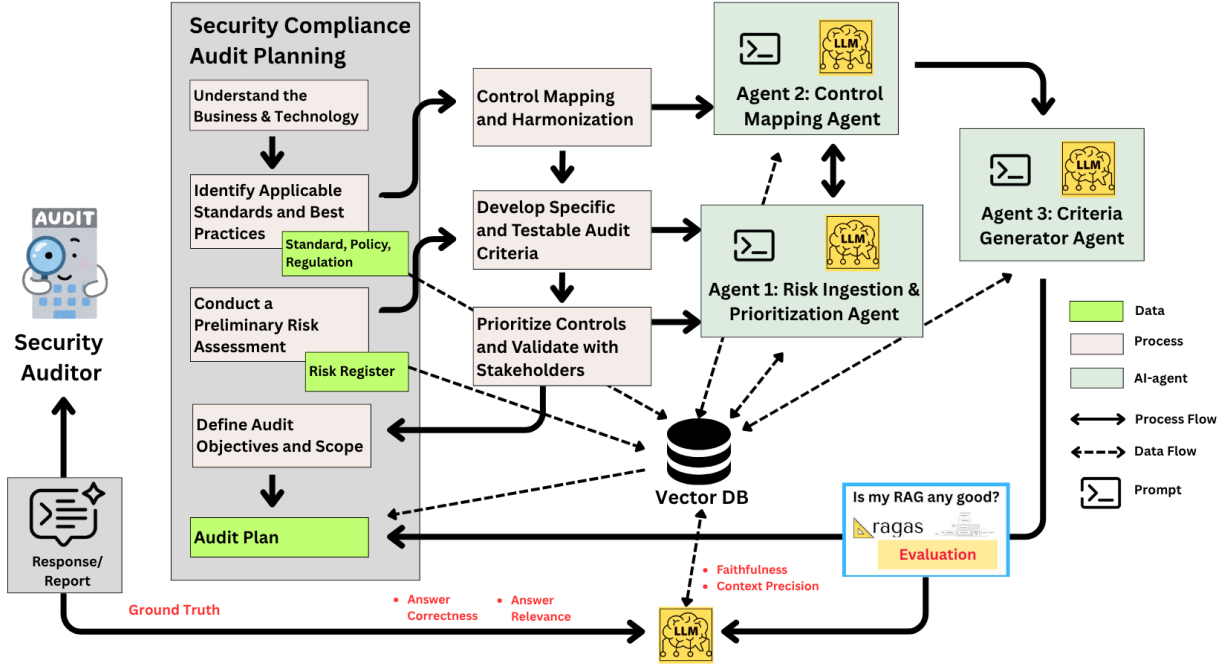 Security Compliance
Audit Planning
Understand the
Business & Technology
Identify Applicable
Standards and Best
Practices
Standard, Policy,
Regulation
Conduct a
Preliminary Risk
Assessment
Risk Register
Define Audit
Objectives and Scope
Audit Plan
Control Mapping
and Harmonization
Develop Specific
and Testable Audit
Criteria
Prioritize Controls
and Validate with
Stakeholders
LLM
Agent 2: Control
Mapping Agent
LLM
Agent 1: Risk Ingestion &
Prioritization Agent
LLM
Agent 3: Criteria
Generator Agent
AUDIT
Security
Auditor
Response/
Report
Data
Process
AI-agent
Process Flow
Data Flow
Prompt
Vector DB
Is my RAG any good?
ragas
Evaluation
Faithfulness
Context Precision
Ground Truth
Answer
Correctness
Answer
Relevance
LLM